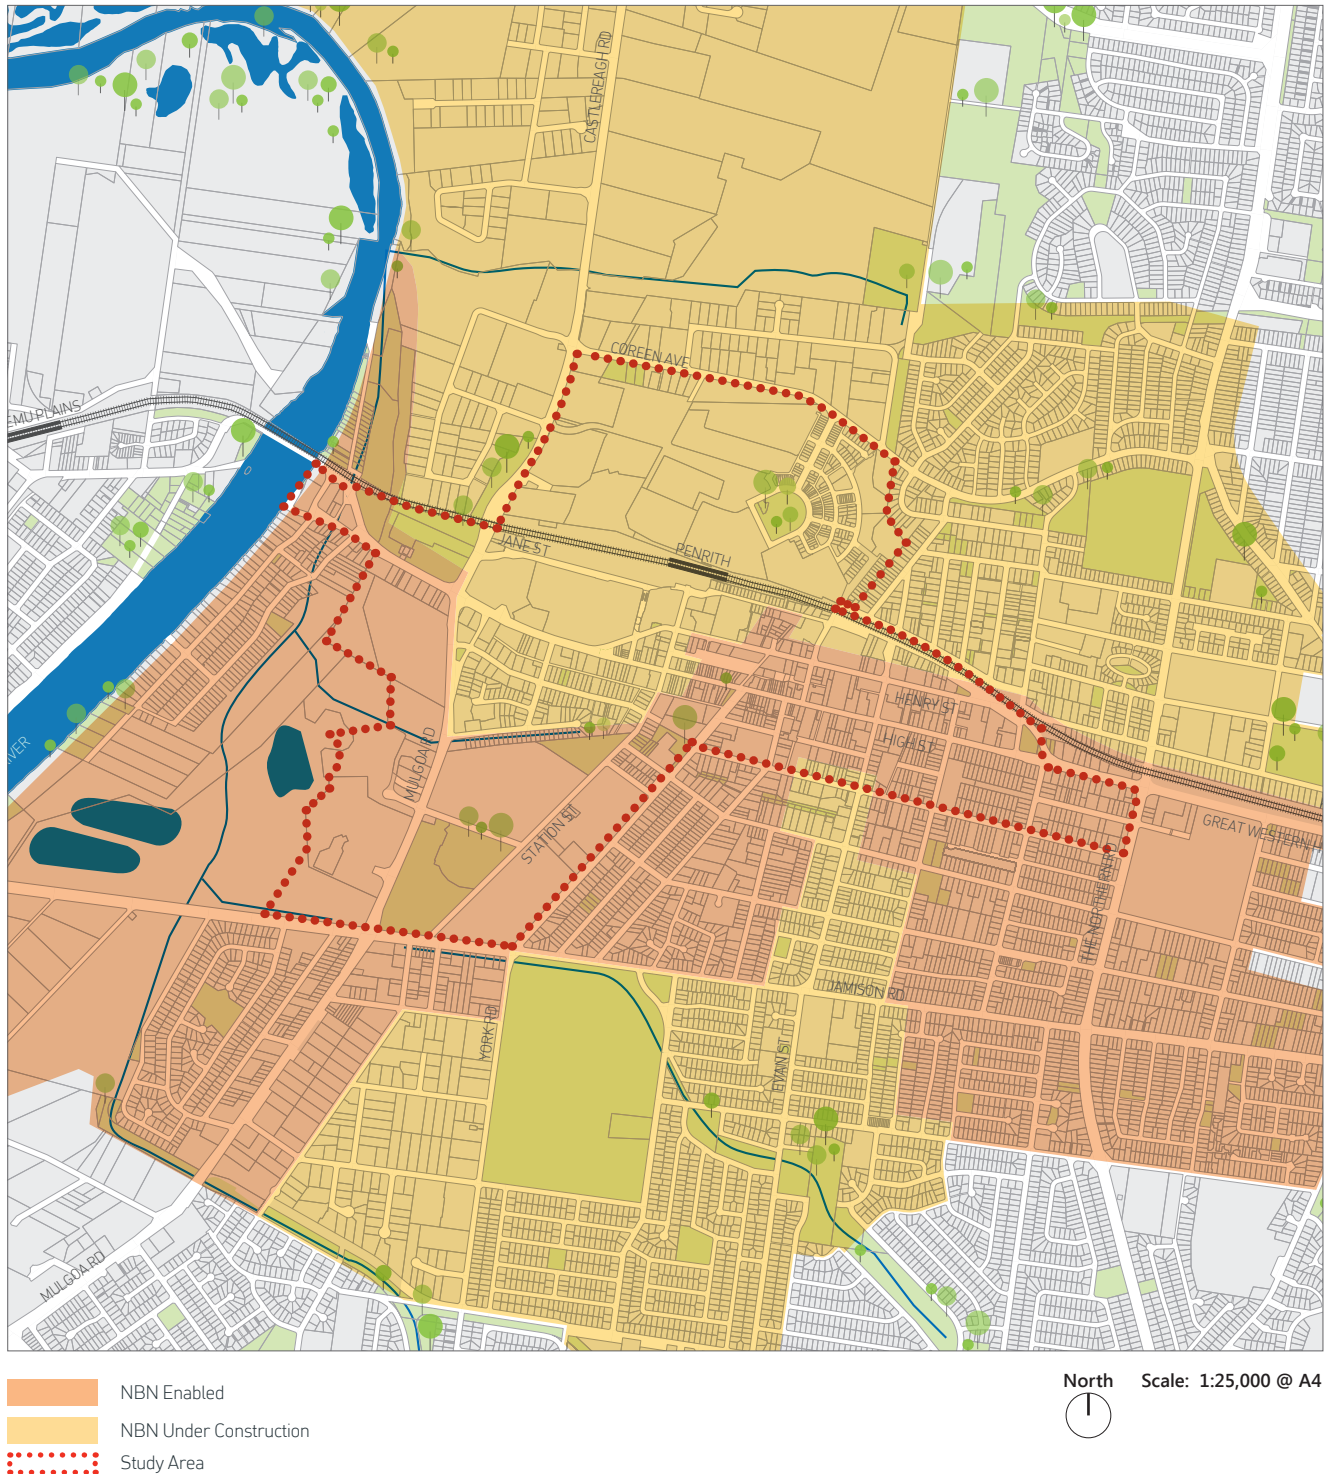 CASTLEREAGH RD
COREEN AVE
EMU PLAINS
JANE ST
PENRITH
HENRY ST
HIGH ST
MULGOA RD
STATION ST
GREAT WESTERN
THE NORTHERN RD
JAMISON RD
YORK RD
EVAN ST
MULGOA RD
NBN Enabled
NBN Under Construction
Study Area
North
Scale: 1:25,000 @ A4